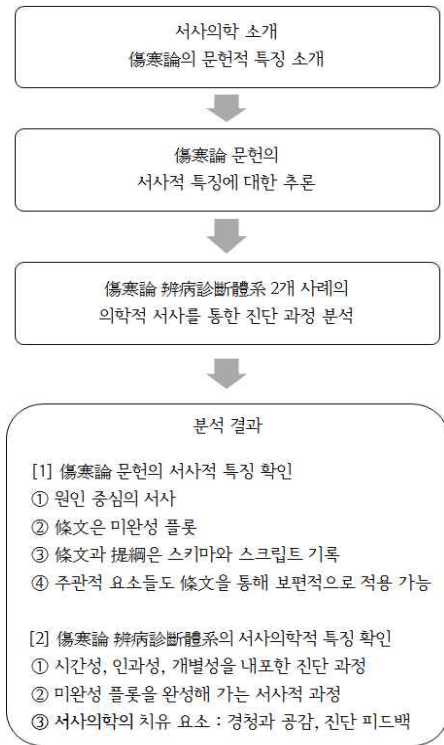 서사의학 소개
傷寒論의 문헌적 특징 소개
傷寒論 문헌의
서사적 특징에 대한 추론
傷寒論 辨病診斷體系 2개 사례의
의학적 서사를 통한 진단 과정 분석
분석 결과
[1] 傷寒論 문헌의 서사적 특징 확인
① 원인 중심의 서사
② 條文은 미완성 플롯
③ 條文과 提綱은 스키마와 스크립트 기록
④ 주관적 요소들도 條文을 통해 보편적으로 적용 가능
[2] 傷寒論 辨病診斷體系의 서사의학적 특징 확인
① 시간성, 인과성, 개별성을 내포한 진단 과정
② 미완성 플롯을 완성해 가는 서사적 과정
③ 서사의학의 치유 요소 : 경청과 공감, 진단 피드백